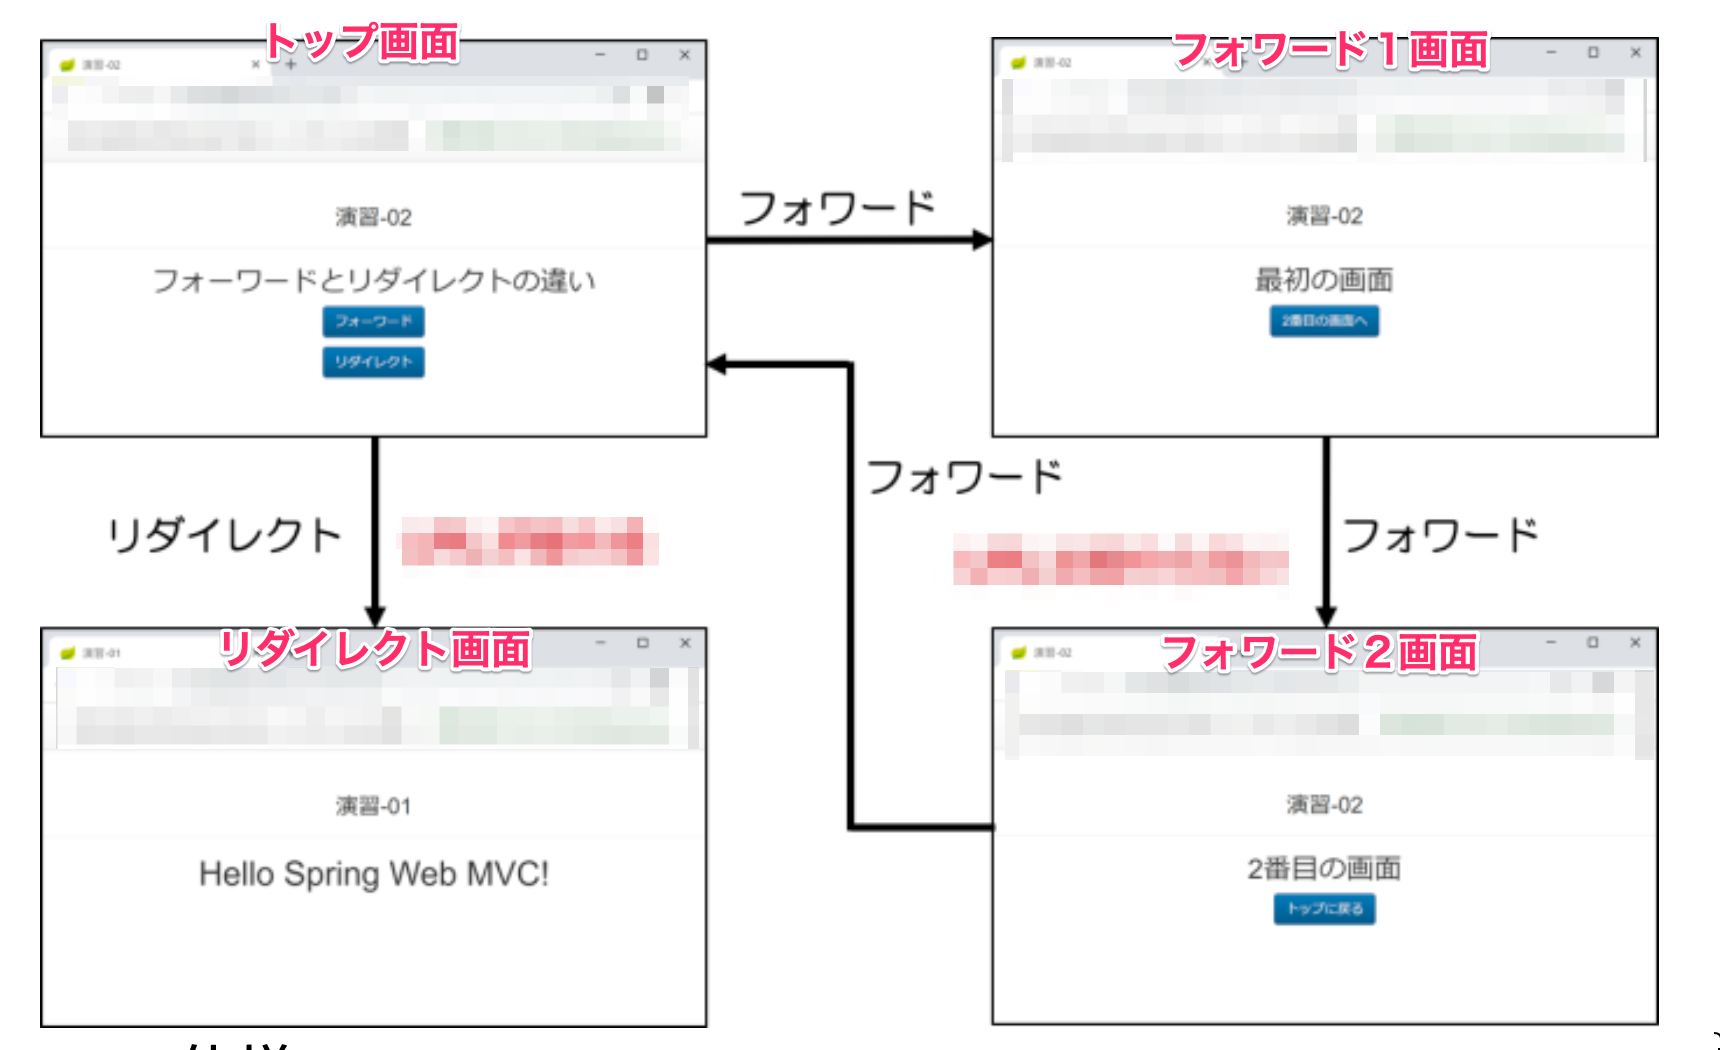 トップ画面
演習-02
演習-02
フォーワードとリダイレクトの違い
フォーワード
リダイレクト
フォワード
フォワード１画面
演習-02
演習-02
最初の画面
2番目の画面へ
リダイレクト
フォワード
フォワード
リダイレクト画面
演習-01
演習-01
Hello Spring Web MVC!
フォワード２画面
演習-02
演習-02
2番目の画面
トップに戻る